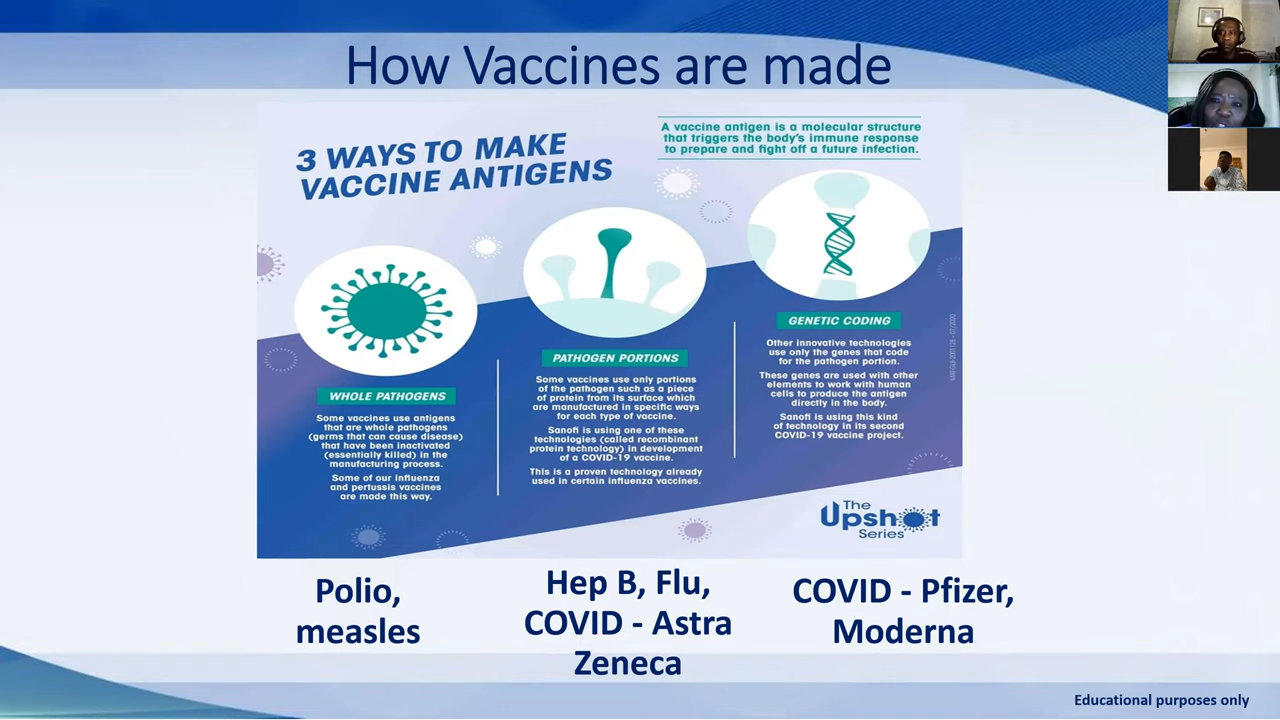 How Vaccines are made
3 WAYS TO MAKE
VACCINE ANTIGENS
A vaccine antigen is a molecular structure
that triggers the body's immune response
to prepare and fight off a future infection.
WHOLE PATHOGENS
Some vaccines use antigens
that are whole pathogens
(germs that can cause disease)
that have been inactivated
(essentially killed) in the
manufacturing process.
Some of our influenza
and pertussis vaccines
are made this way.
PATHOGEN PORTIONS
Some vaccines use only portions
of the pathogen such as a piece
of protein from its surface which
are manufactured in specific ways
for each type of vaccine.
Sanofi is using one of these
technologies (called recombinant
protein technology) in development
of a COVID-19 vaccine.
This is a proven technology already
used in certain influenza vaccines.
GENETIC CODING
Other innovative technologies
use only the genes that code
for the pathogen portion.
These genes are used with other
elements to work with human
cells to produce the antigen
directly in the body.
Sanofi is using this kind
of technology in its second
COVID-19 vaccine project.
The
Upshot
Series
Polio,
measles
Hep B, Flu,
COVID - Astra
Zeneca
COVID - Pfizer,
Moderna
Educational purposes only